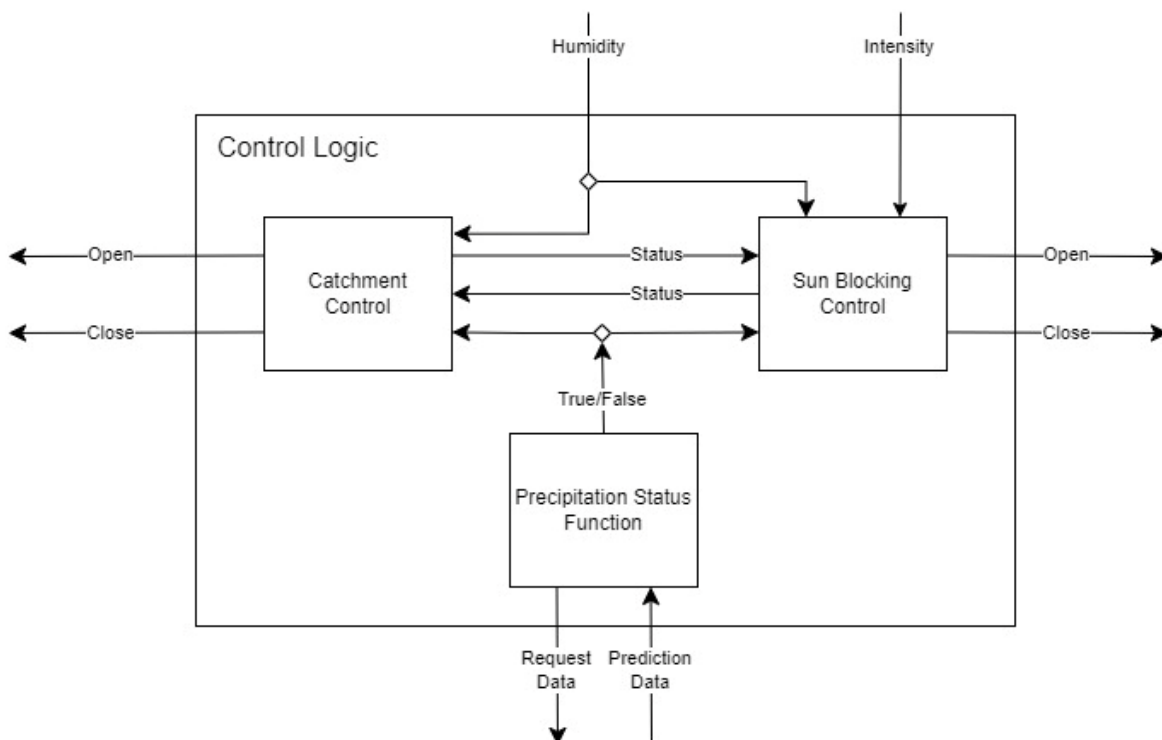 Humidity
Intensity
Control Logic
Open
Catchment
Control
Status
Sun Blocking
Control
Open
Status
Close
Close
True/False
Precipitation Status
Function
Request
Data
Prediction
Data